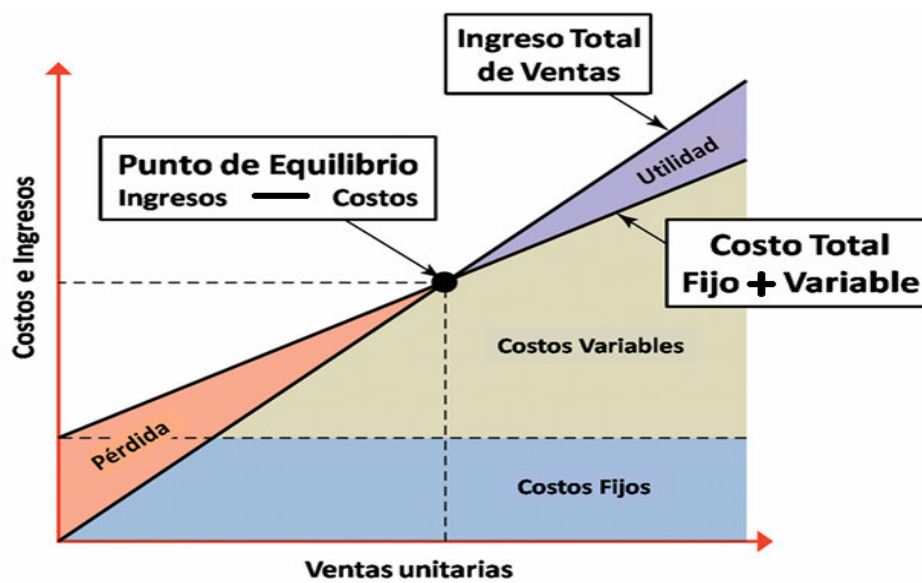 Ingreso Total
de Ventas
Punto de Equilibrio
Ingresos — Costos
Utilidad
Costo Total
Fijo + Variable
Costos e Ingresos
Costos Variables
Pérdida
Costos Fijos
Ventas unitarias